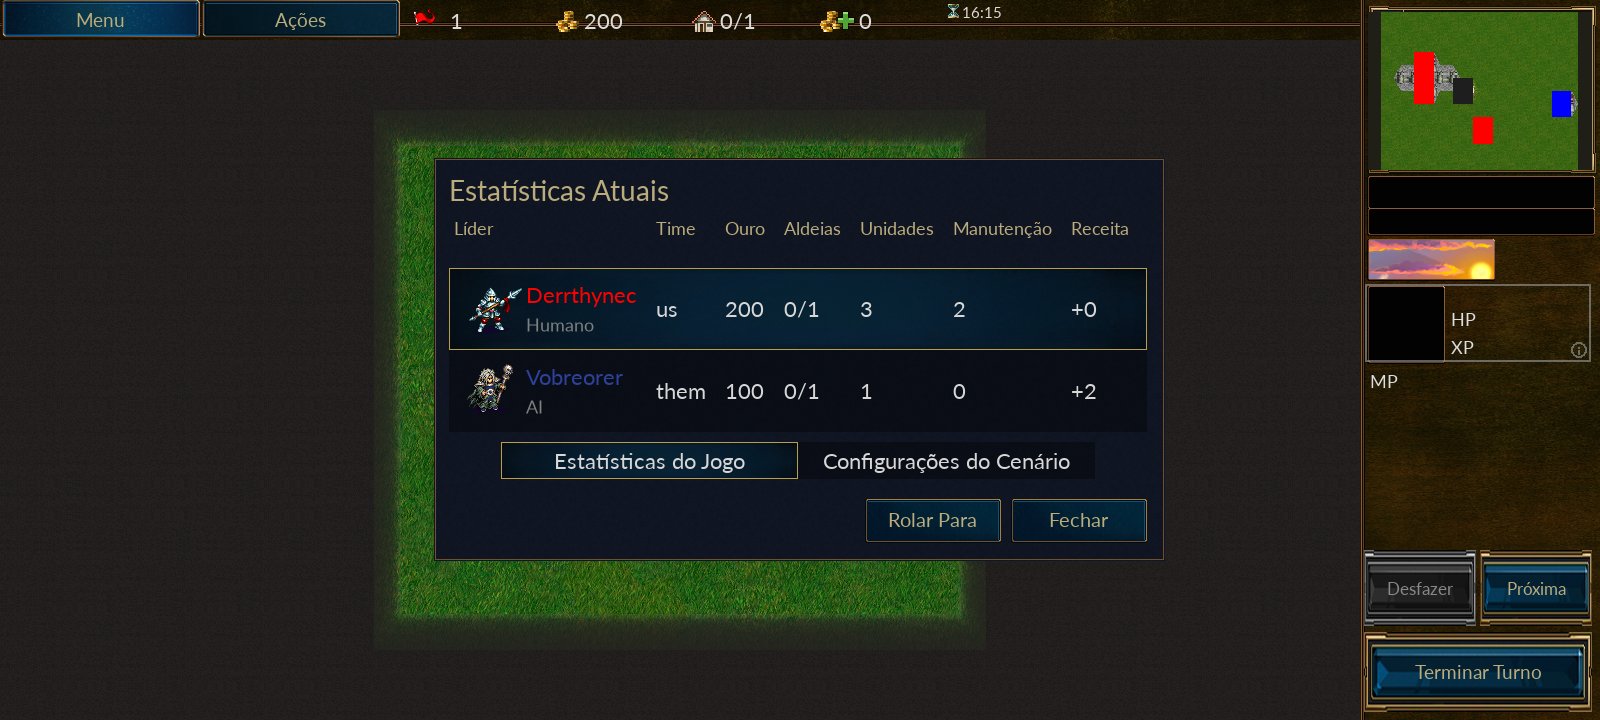 Menu Ações 1 200 0/1 0 16:15
Estatísticas Atuais
Líder Time Ouro Aldeias Unidades Manutenção Receita
Derrthynec
Humano
us 200 0/1 3 2 +0
Vobreorer
AI
them 100 0/1 1 0 +2
Estatísticas do Jogo Configurações do Cenário
Rolar Para Fechar
HP
XP
MP
Desfazer Próxima
Terminar Turno